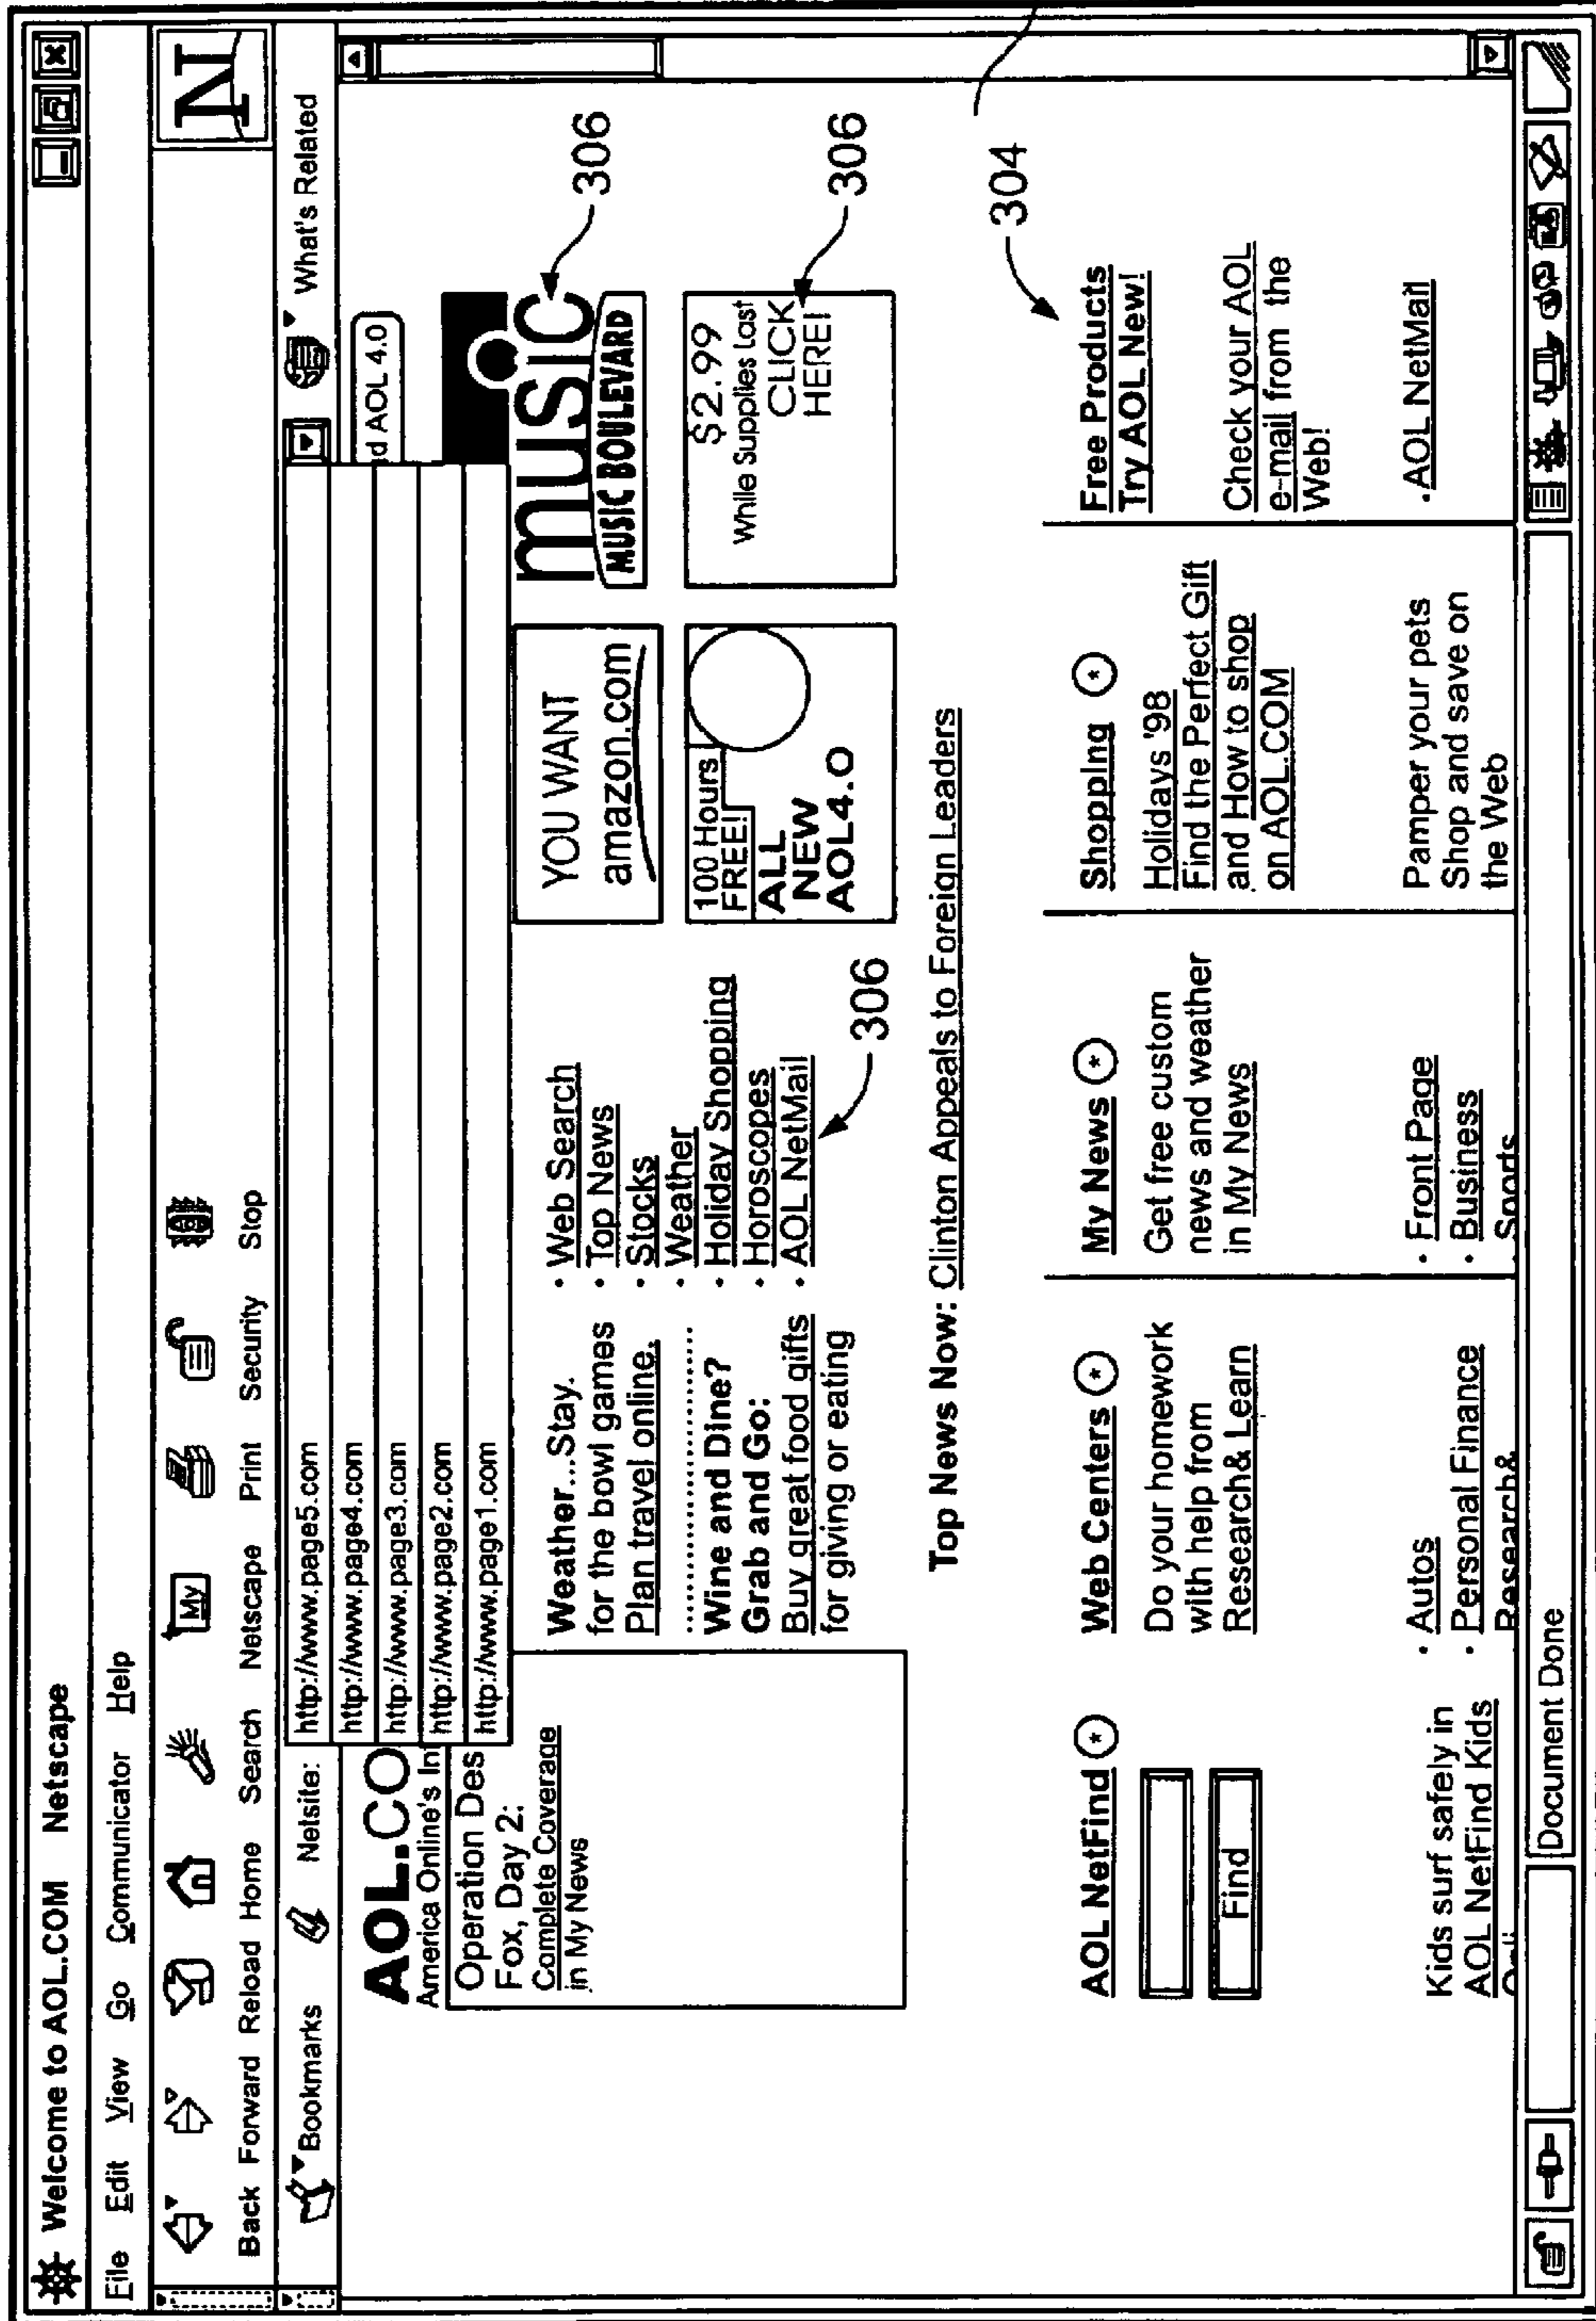 Welcome to AOL.COM Netscape
File Edit View Go Communicator Help
My
N
Back Forward Reload Home Search Netscape Print Security Stop
Bookmarks Netsite:
What's Related
http://www.page5.com
http://www.page4.com
http://www.page3.com
http://www.page2.com
http://www.page1.com
AOL.CO
d AOL 4.0
America Online's In
Operation Des
Fox, Day 2:
Complete Coverage
in My News
Weather...Stay.
for the bowl games
Plan travel online.
Wine and Dine?
Grab and Go:
Buy great food gifts
for giving or eating
· Web Search
· Top News
· Stocks
· Weather
· Holiday Shopping
· Horoscopes
· AOL NetMail
306
YOU WANT
amazon.com
music
MUSIC BOULEVARD
306
100 Hours
FREE!
ALL
NEW
AOL4.0
$2.99
While Supplies Last
CLICK
HERE!
306
Top News Now: Clinton Appeals to Foreign Leaders
304
AOL NetFind
Find
Kids surf safely in
AOL NetFind Kids
Web Centers
Do your homework
with help from
Research& Learn
· Autos
· Personal Finance
Research&
My News
Get free custom
news and weather
in My News
· Front Page
· Business
Sports
Shopping
Holidays '98
Find the Perfect Gift
and How to shop
on AOL.COM
Pamper your pets
Shop and save on
the Web
Free Products
Try AOL New!
Check your AOL
e-mail from the
Web!
.AOL NetMail
Document Done